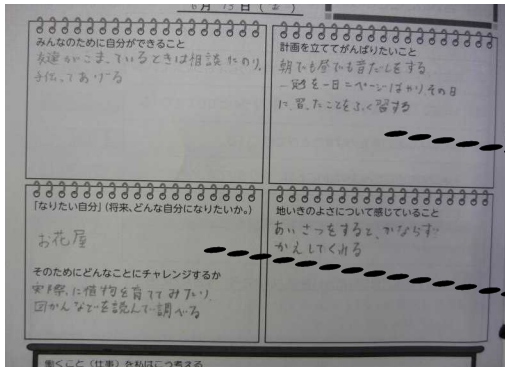 6月15日(土)
みんなのために自分ができること
友達がこまっているときは相談にのり、
手伝ってあげる
計画を立ててがんばりたいこと
朝でも昼でも音だしをする
一日二ページばかり、その日
に習ったことをふく習する
「なりたい自分」(将来、どんな自分になりたいか。)
お花屋
そのためにどんなことにチャレンジするか
実際に植物を育ててみたり、
図かんなどを読んで調べる
地いきのよさについて感じていること
あいさつをすると、かならず
かえしてくれる
働くこと(仕事)を私はこう考える